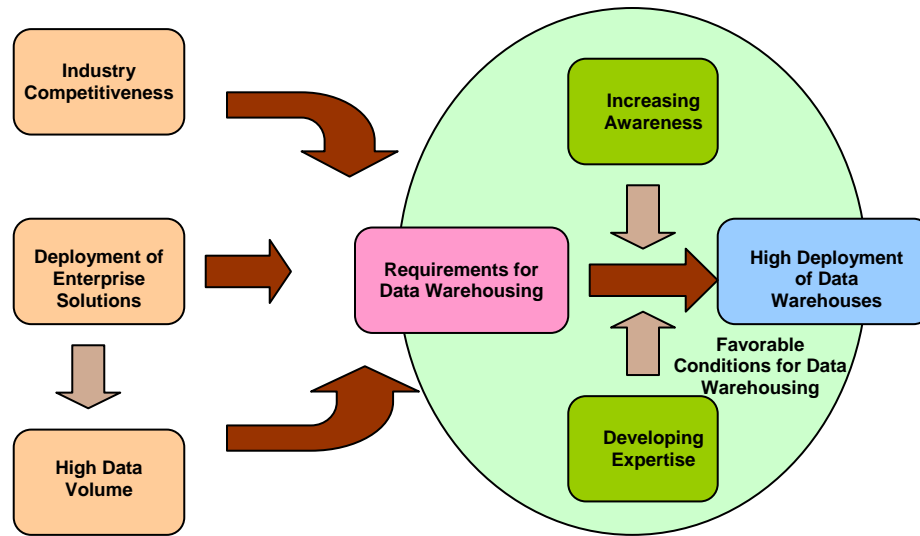 Industry
Competitiveness
Increasing
Awareness
Deployment of
Enterprise
Solutions
Requirements for
Data Warehousing
High Deployment
of Data
Warehouses
Favorable
Conditions for Data
Warehousing
High Data
Volume
Developing
Expertise